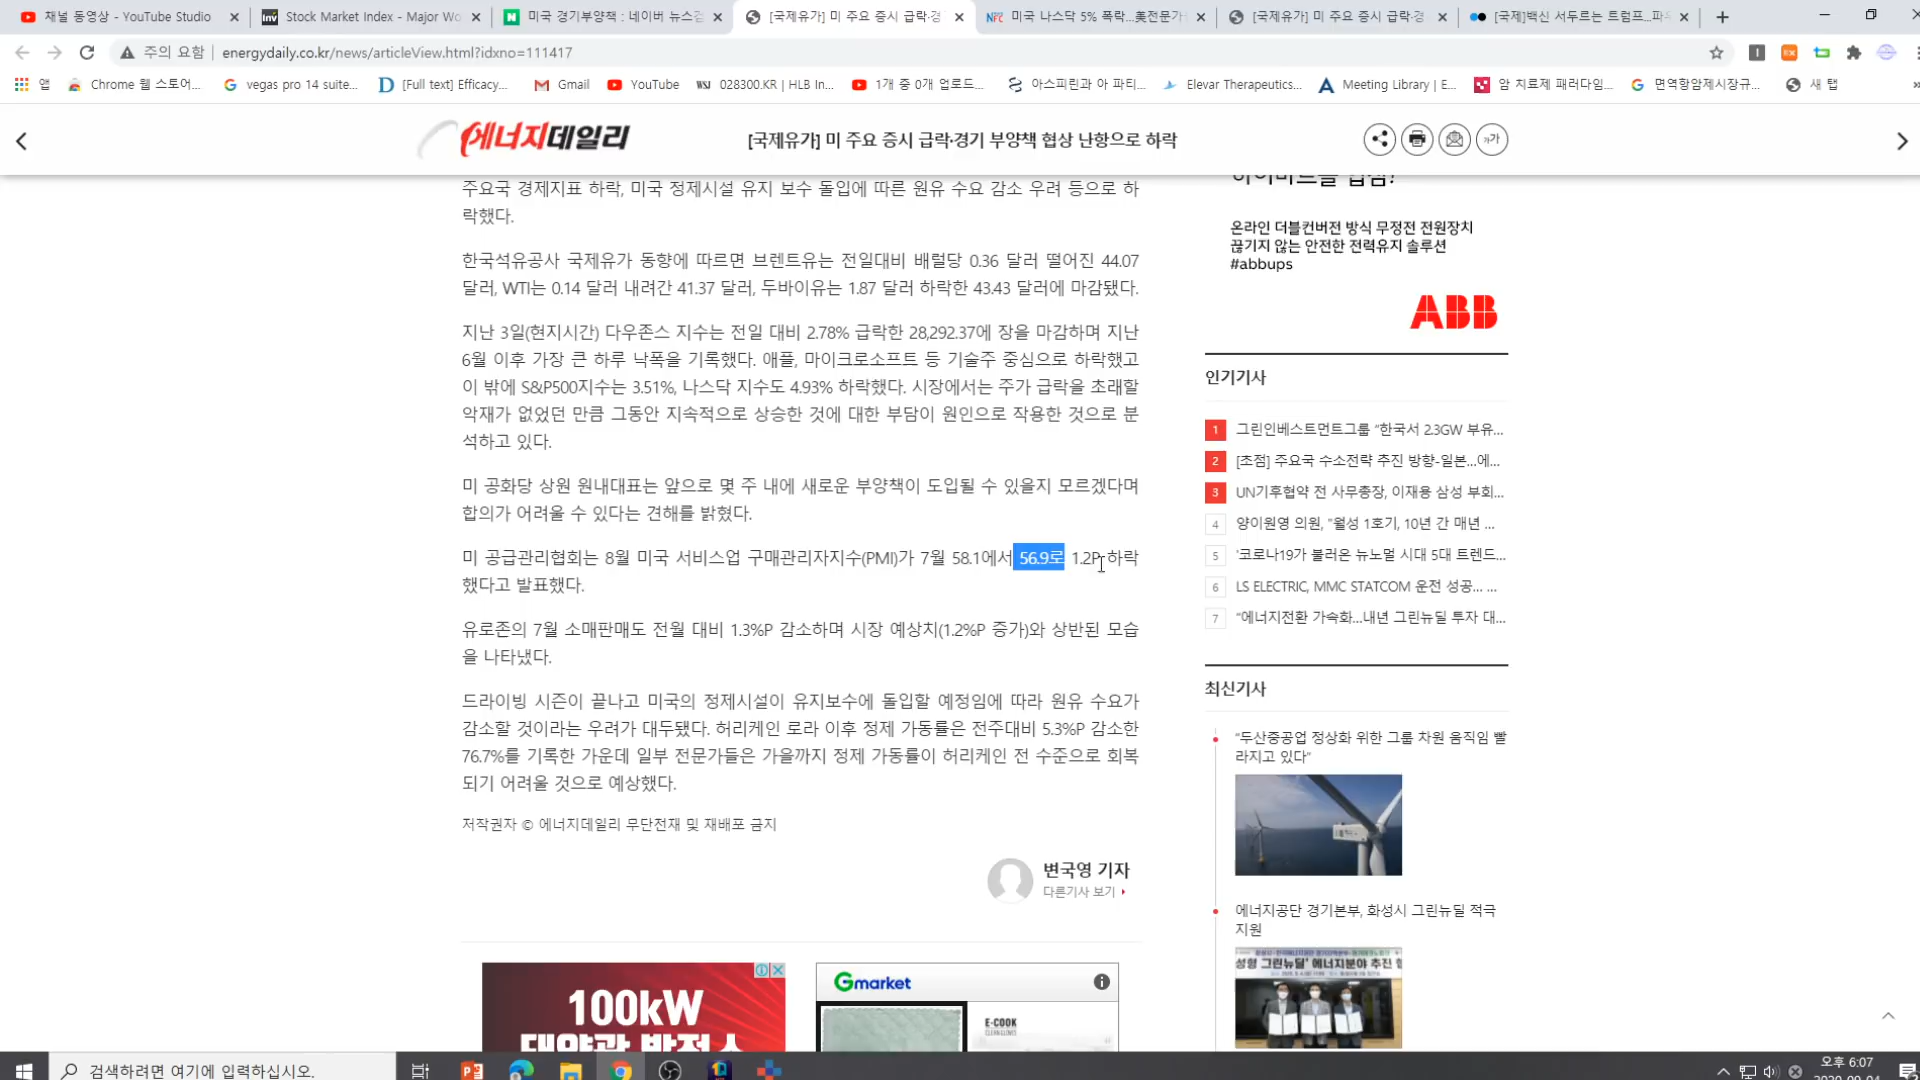 채널 동영상 - YouTube Studio
Stock Market Index - Major Wo
미국 경기부양책 : 네이버 뉴스검
[국제유가] 미 주요 증시 급락·경
미국 나스닥 5% 폭락...美전문가
[국제유가] 미 주요 증시 급락·경
[국제]백신 서두르는 트럼프...파우
주의 요함
energydaily.co.kr/news/articleView.html?idxno=111417
앱
Chrome 웹 스토어...
vegas pro 14 suite...
[Full text] Efficacy...
Gmail
YouTube
028300.KR | HLB In...
1개 중 0개 업로드...
아스피린과 아 파티...
Elevar Therapeutics...
Meeting Library | E...
암 치료제 패러다임...
면역항암제시장규...
새 탭
에너지데일리
[국제유가] 미 주요 증시 급락·경기 부양책 협상 난항으로 하락
가가
주요국 경제지표 하락, 미국 정제시설 유지 보수 돌입에 따른 원유 수요 감소 우려 등으로 하
락했다.
한국석유공사 국제유가 동향에 따르면 브렌트유는 전일대비 배럴당 0.36 달러 떨어진 44.07
달러, WTI는 0.14 달러 내려간 41.37 달러, 두바이유는 1.87 달러 하락한 43.43 달러에 마감됐다.
지난 3일(현지시간) 다우존스 지수는 전일 대비 2.78% 급락한 28,292.37에 장을 마감하며 지난
6월 이후 가장 큰 하루 낙폭을 기록했다. 애플, 마이크로소프트 등 기술주 중심으로 하락했고
이 밖에 S&P500지수는 3.51%, 나스닥 지수도 4.93% 하락했다. 시장에서는 주가 급락을 초래할
악재가 없었던 만큼 그동안 지속적으로 상승한 것에 대한 부담이 원인으로 작용한 것으로 분
석하고 있다.
미 공화당 상원 원내대표는 앞으로 몇 주 내에 새로운 부양책이 도입될 수 있을지 모르겠다며
합의가 어려울 수 있다는 견해를 밝혔다.
미 공급관리협회는 8월 미국 서비스업 구매관리자지수(PMI)가 7월 58.1에서 56.9로 1.2P 하락
했다고 발표했다.
유로존의 7월 소매판매도 전월 대비 1.3%P 감소하며 시장 예상치(1.2%P 증가)와 상반된 모습
을 나타냈다.
드라이빙 시즌이 끝나고 미국의 정제시설이 유지보수에 돌입할 예정임에 따라 원유 수요가
감소할 것이라는 우려가 대두됐다. 허리케인 로라 이후 정제 가동률은 전주대비 5.3%P 감소한
76.7%를 기록한 가운데 일부 전문가들은 가을까지 정제 가동률이 허리케인 전 수준으로 회복
되기 어려울 것으로 예상했다.
저작권자 © 에너지데일리 무단전재 및 재배포 금지
변국영 기자
다른기사 보기
온라인 더블컨버전 방식 무정전 전원장치
끊기지 않는 안전한 전력유지 솔루션
#abbups
ABB
인기기사
1 그린인베스트먼트그룹 “한국서 2.3GW 부유...
2 [초점] 주요국 수소전략 추진 방향-일본...에...
3 UN기후협약 전 사무총장, 이재용 삼성 부회...
4 양이원영 의원, "월성 1호기, 10년 간 매년 ...
5 '코로나19가 불러온 뉴노멀 시대 5대 트렌드...
6 LS ELECTRIC, MMC STATCOM 운전 성공... ...
7 “에너지전환 가속화...내년 그린뉴딜 투자 대...
최신기사
“두산중공업 정상화 위한 그룹 차원 움직임 빨
라지고 있다”
에너지공단 경기본부, 화성시 그린뉴딜 적극
지원
성형 그린뉴딜' 에너지분야 추진
100kW
태양광 발전소
Gmarket
E-COOK
검색하려면 여기에 입력하십시오.
오후 6:07
2020-09-04